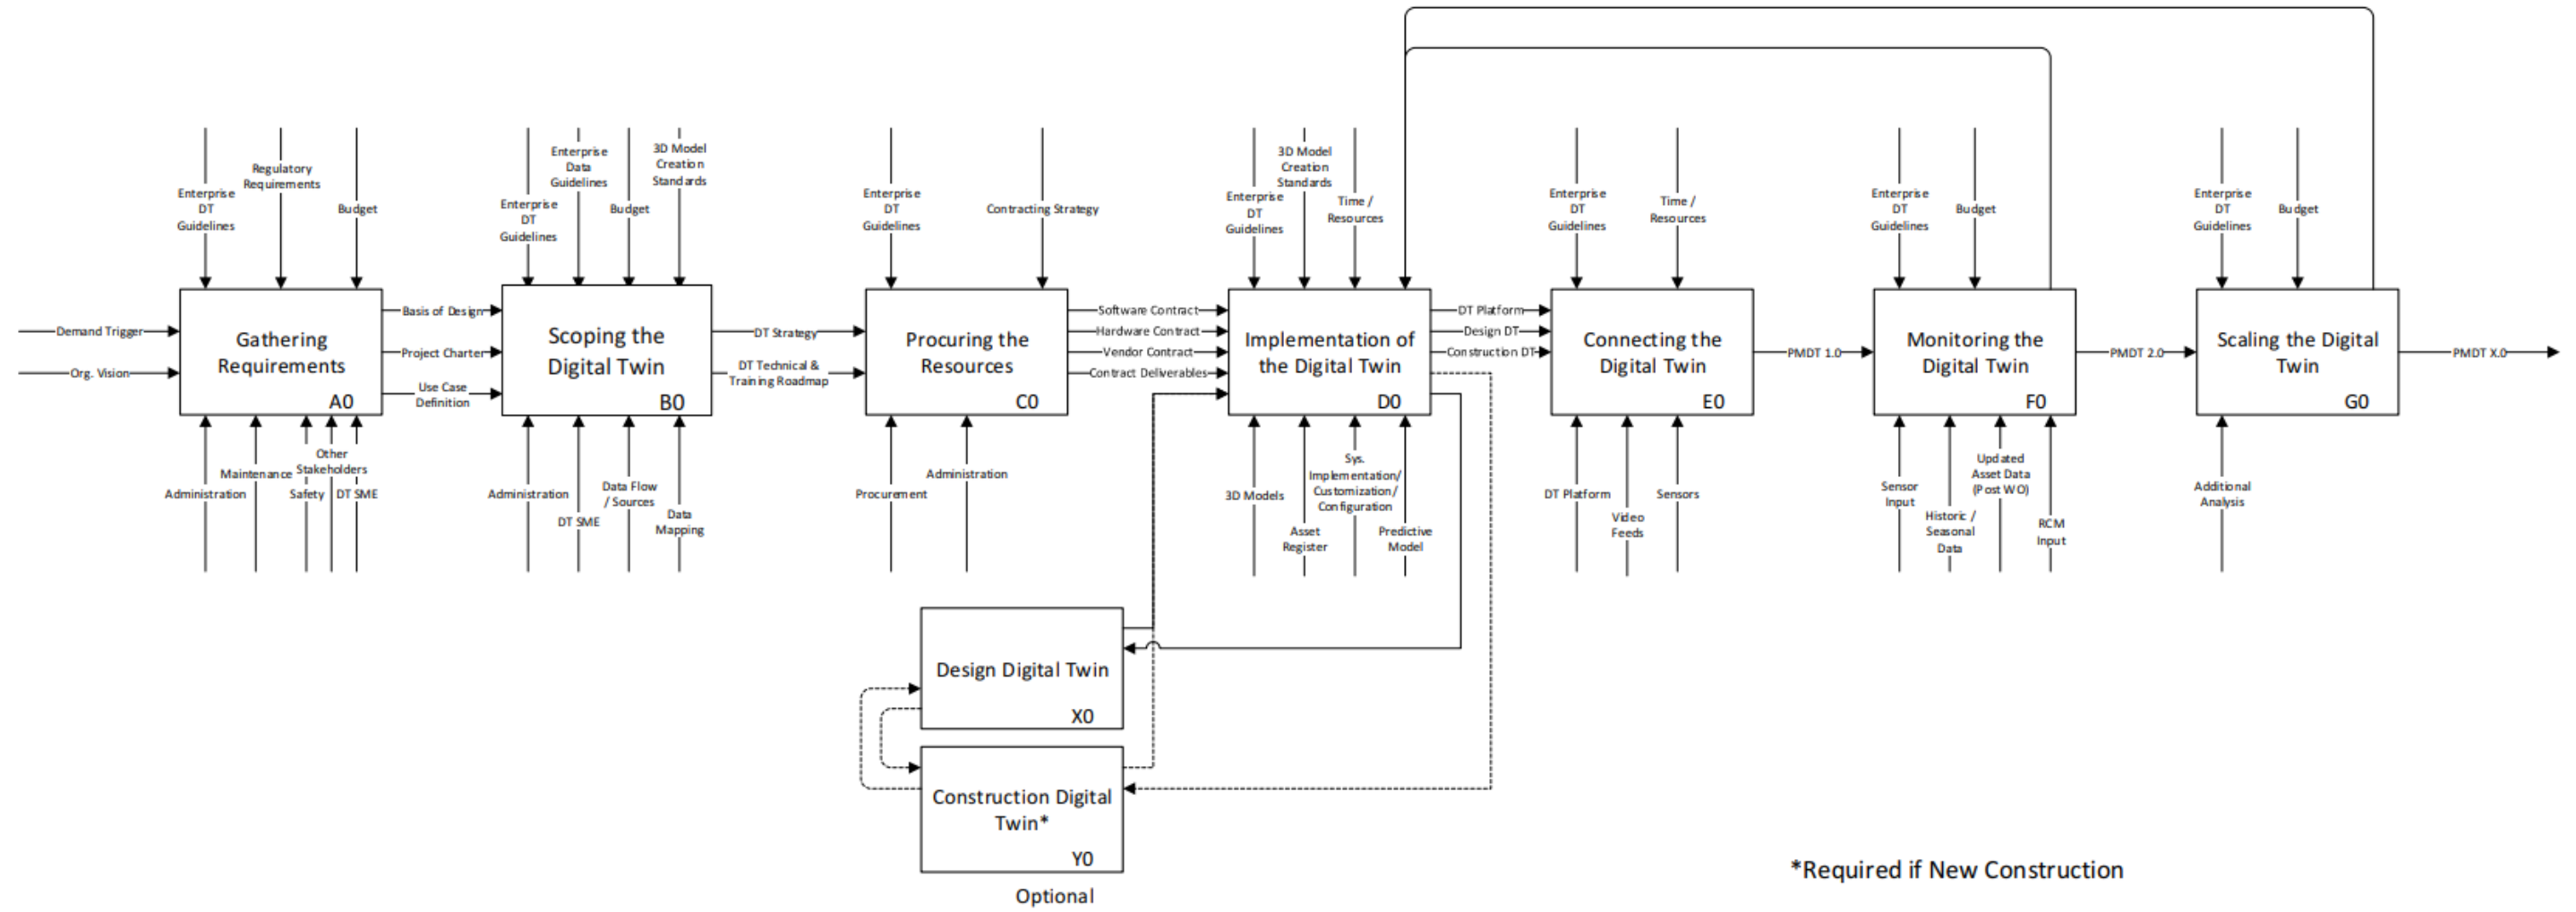 Enterprise
DT
Guidelines
Regulatory
Requirements
Budget
Demand Trigger
Org. Vision
Gathering
Requirements
A0
Administration
Maintenance
Safety
Other
Stakeholders
DT SME
Basis of Design
Project Charter
Use Case
Definition
Enterprise
DT
Guidelines
Enterprise
Data
Guidelines
Budget
3D Model
Creation
Standards
Scoping the
Digital Twin
B0
Administration
DT SME
Data Flow
/ Sources
Data
Mapping
DT Strategy
DT Technical &
Training Roadmap
Enterprise
DT
Guidelines
Contracting Strategy
Procuring the
Resources
C0
Procurement
Administration
Software Contract
Hardware Contract
Vendor Contract
Contract Deliverables
Enterprise
DT
Guidelines
3D Model
Creation
Standards
Time /
Resources
Implementation of
the Digital Twin
D0
3D Models
Asset
Register
Sys.
Implementation/
Customization/
Configuration
Predictive
Model
DT Platform
Design DT
Construction DT
Enterprise
DT
Guidelines
Time /
Resources
Connecting the
Digital Twin
E0
DT Platform
Video
Feeds
Sensors
PMDT 1.0
Enterprise
DT
Guidelines
Budget
Monitoring the
Digital Twin
F0
Sensor
Input
Historic /
Seasonal
Data
Updated
Asset Data
(Post WO)
RCM
Input
PMDT 2.0
Enterprise
DT
Guidelines
Budget
Scaling the Digital
Twin
G0
Additional
Analysis
PMDT X.0
Design Digital Twin
X0
Construction Digital
Twin*
Y0
Optional
*Required if New Construction